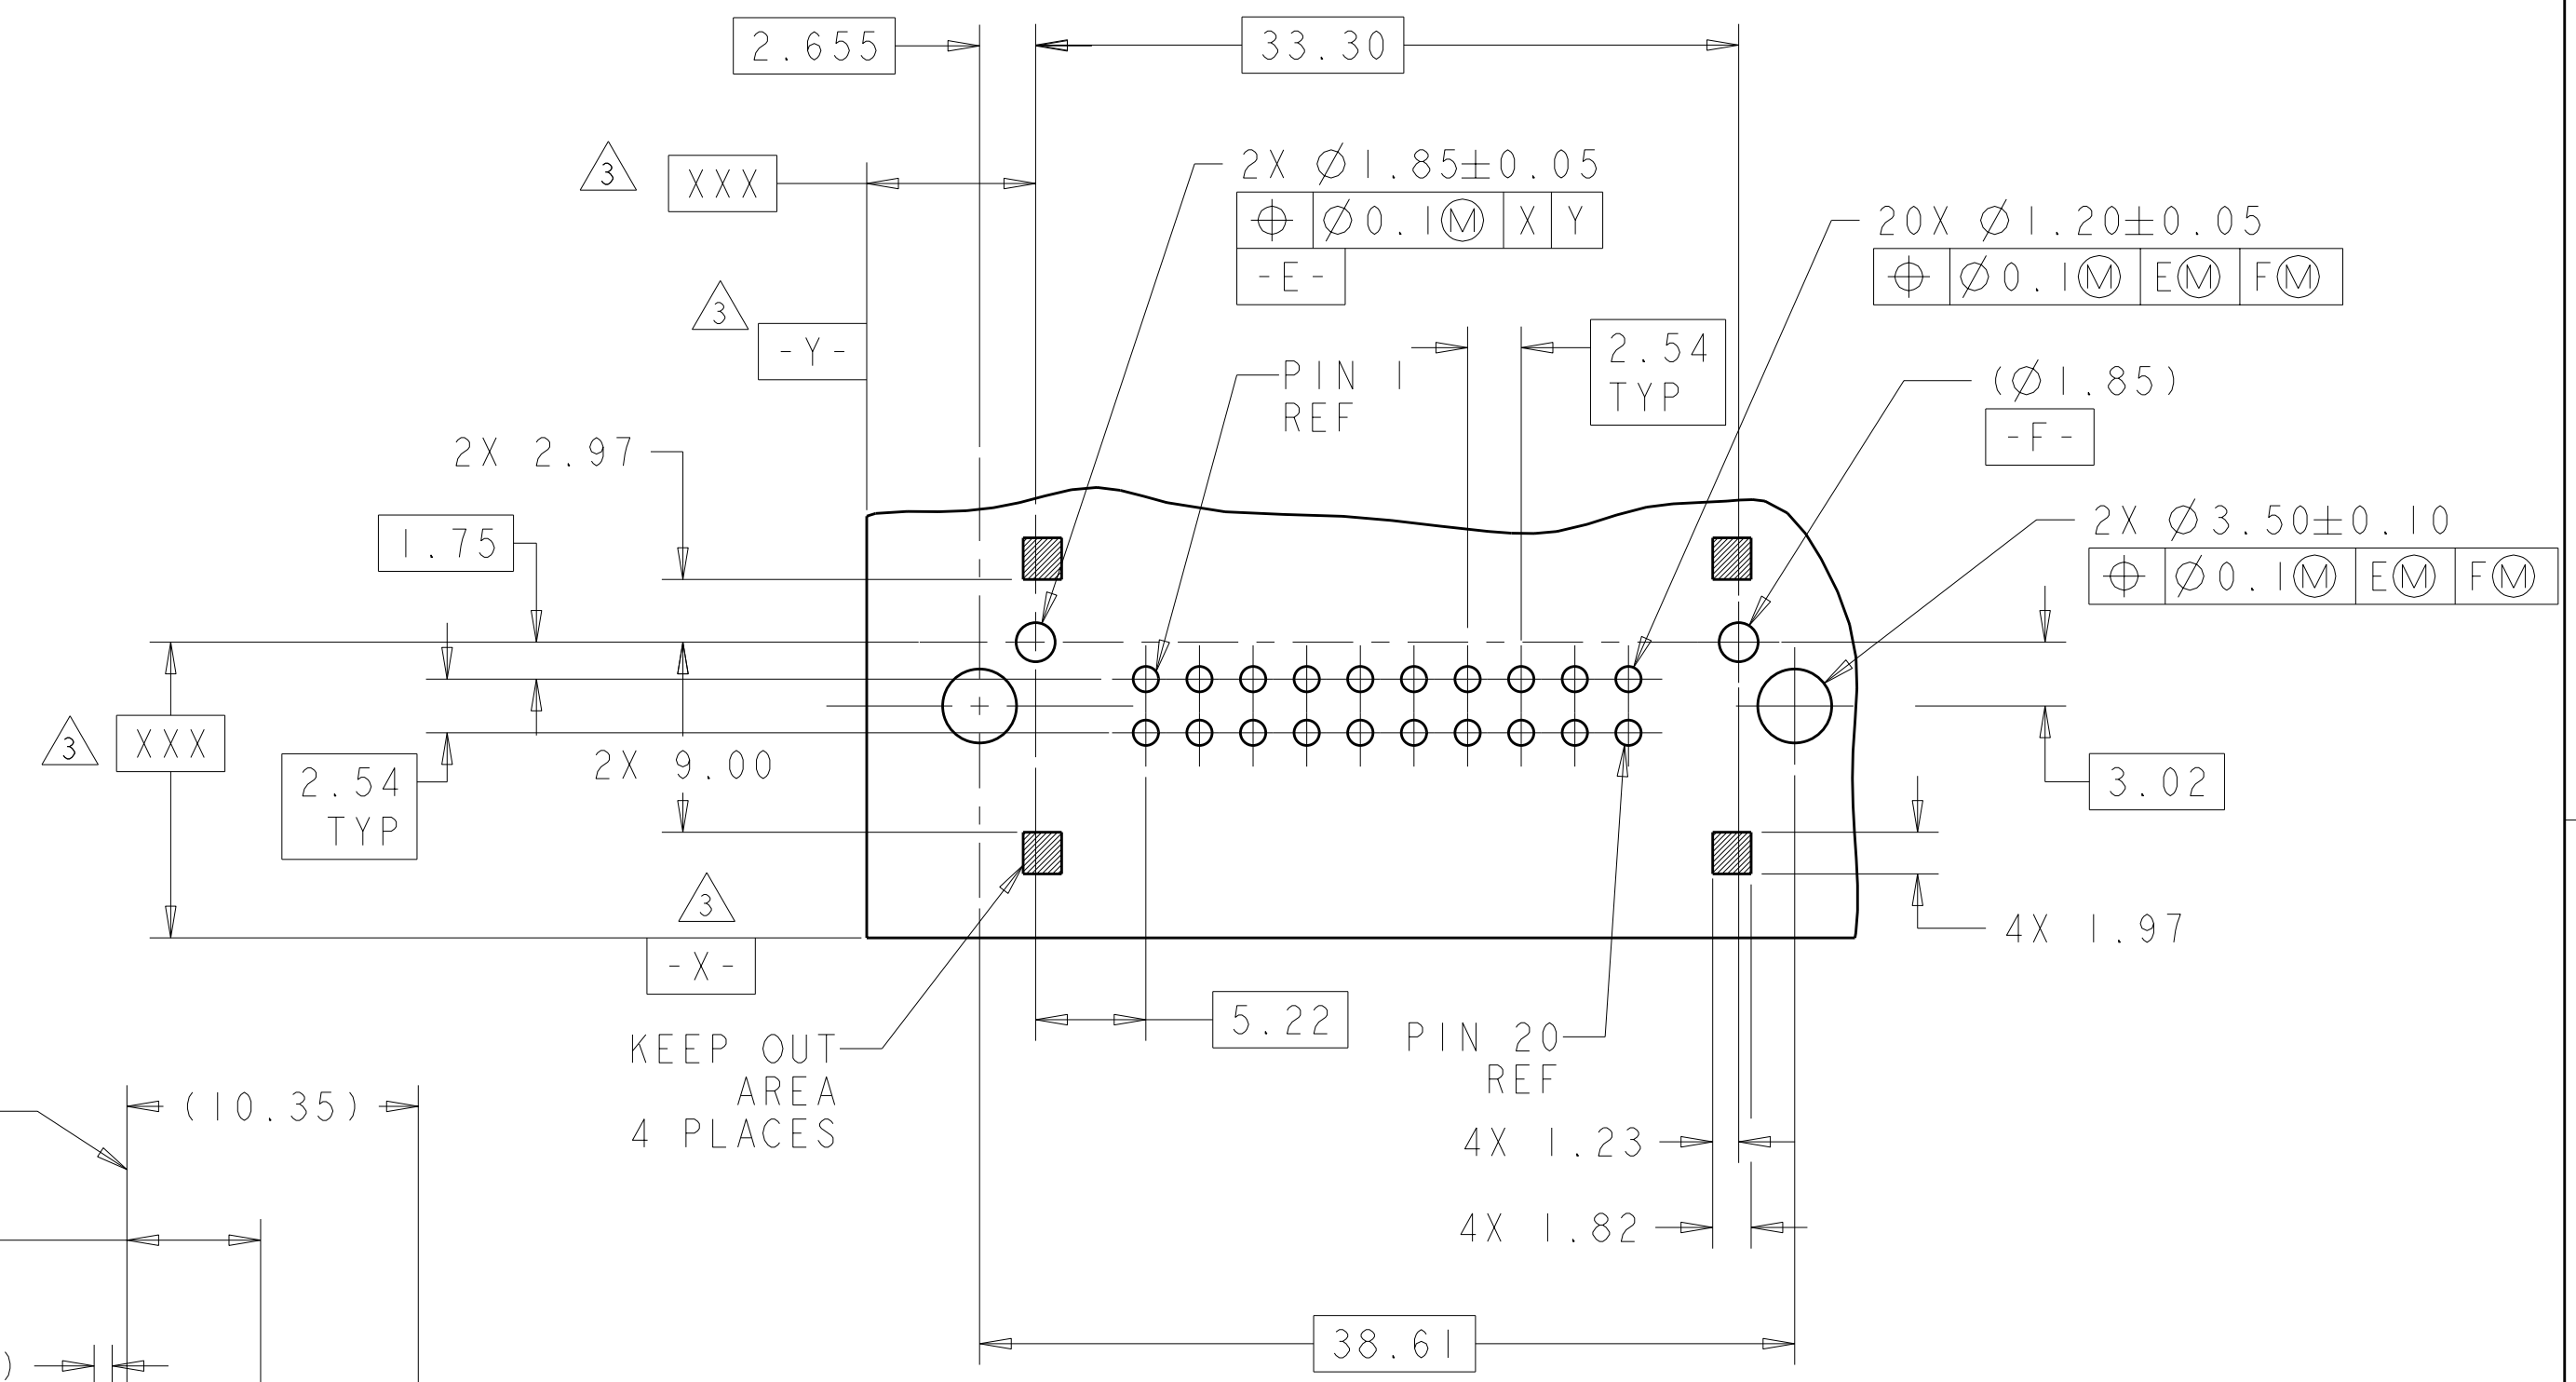 2.655
33.30
3
XXX
2X Ø1.85±0.05
⌖ Ø0.1Ⓜ X Y
-E-
20X Ø1.20±0.05
⌖ Ø0.1Ⓜ EⓂ FⓂ
3
-Y-
PIN 1
REF
2.54
TYP
(Ø1.85)
-F-
2X 2.97
1.75
2X Ø3.50±0.10
⌖ Ø0.1Ⓜ EⓂ FⓂ
3
XXX
2.54
TYP
2X 9.00
3.02
3
-X-
4X 1.97
5.22
PIN 20
REF
KEEP OUT
AREA
4 PLACES
(10.35)
4X 1.23
4X 1.82
38.61
)